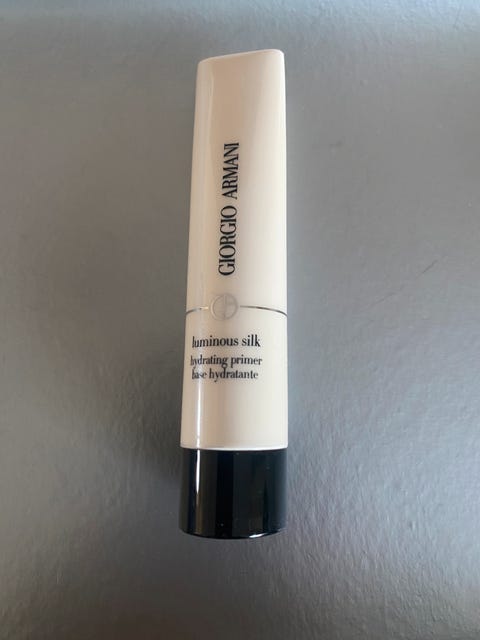 GIORGIO ARMANI
luminous silk
hydrating primer
base hydratante